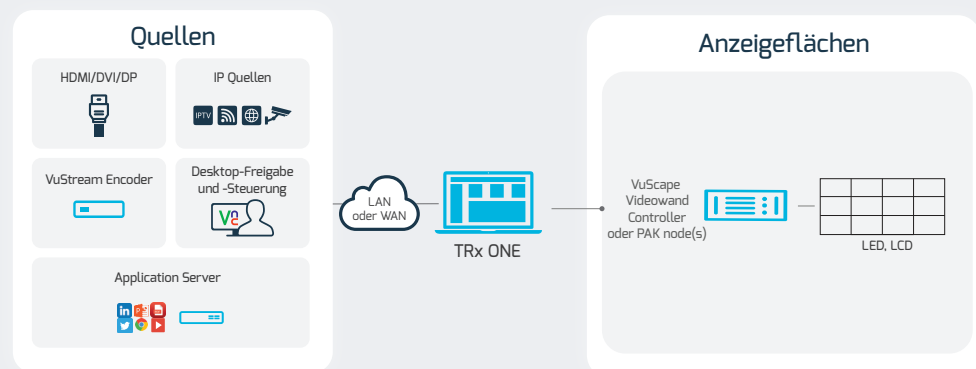 Quellen
HDMI/DVI/DP
IP Quellen
IPTV
VuStream Encoder
Desktop-Freigabe
und -Steuerung
Application Server
in
LAN
oder WAN
TRx ONE
Anzeigeflächen
VuScape
Videowand
Controller
oder PAK node(s)
LED, LCD